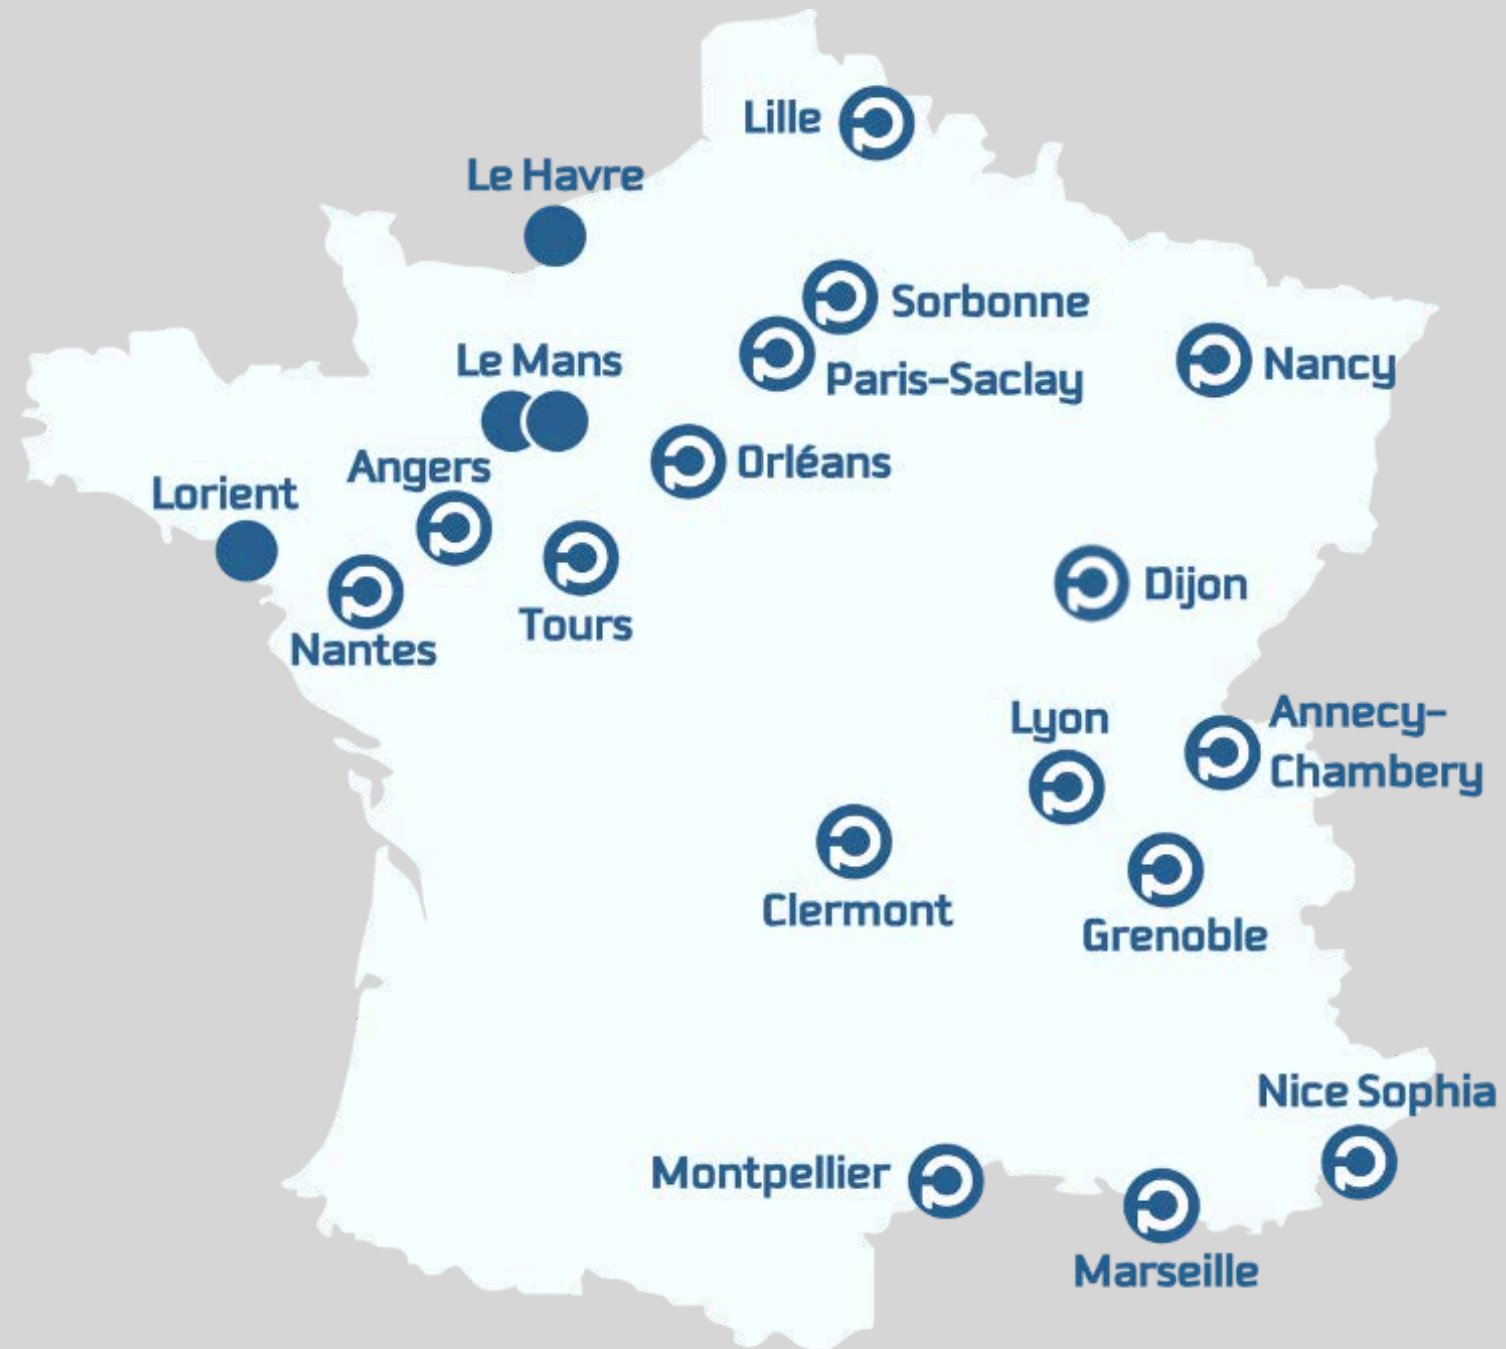 Lille
Le Havre
Sorbonne
Le Mans
Paris-Saclay
Nancy
Angers
Orléans
Lorient
Dijon
Tours
Nantes
Lyon
Annecy-
Chambery
Clermont
Grenoble
Nice Sophia
Montpellier
Marseille